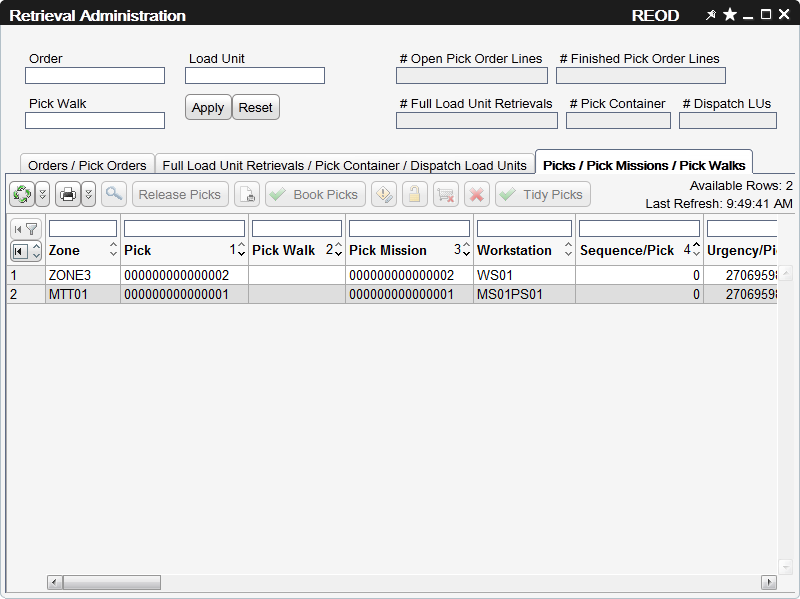 Retrieval Administration REOD
Order Load Unit # Open Pick Order Lines # Finished Pick Order Lines
Pick Walk Apply Reset # Full Load Unit Retrievals # Pick Container # Dispatch LUs
Orders / Pick Orders Full Load Unit Retrievals / Pick Container / Dispatch Load Units Picks / Pick Missions / Pick Walks
Release Picks Book Picks Tidy Picks Available Rows: 2
Last Refresh: 9:49:41 AM
Zone Pick 1 Pick Walk 2 Pick Mission 3 Workstation Sequence/Pick 4 Urgency/Pi
1 ZONE3 000000000000002 000000000000002 WS01 0 27069598
2 MTT01 000000000000001 000000000000001 MS01PS01 0 27069598